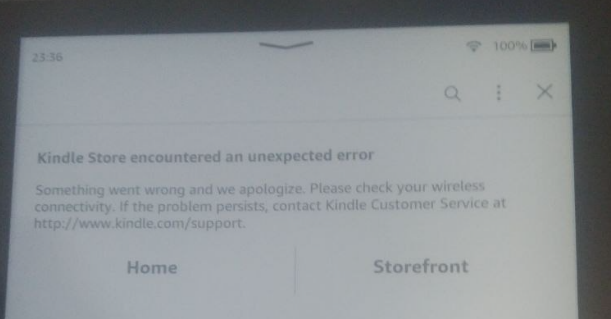 23:36
100%
Kindle Store encountered an unexpected error
Something went wrong and we apologize. Please check your wireless
connectivity. If the problem persists, contact Kindle Customer Service at
http://www.kindle.com/support.
Home Storefront